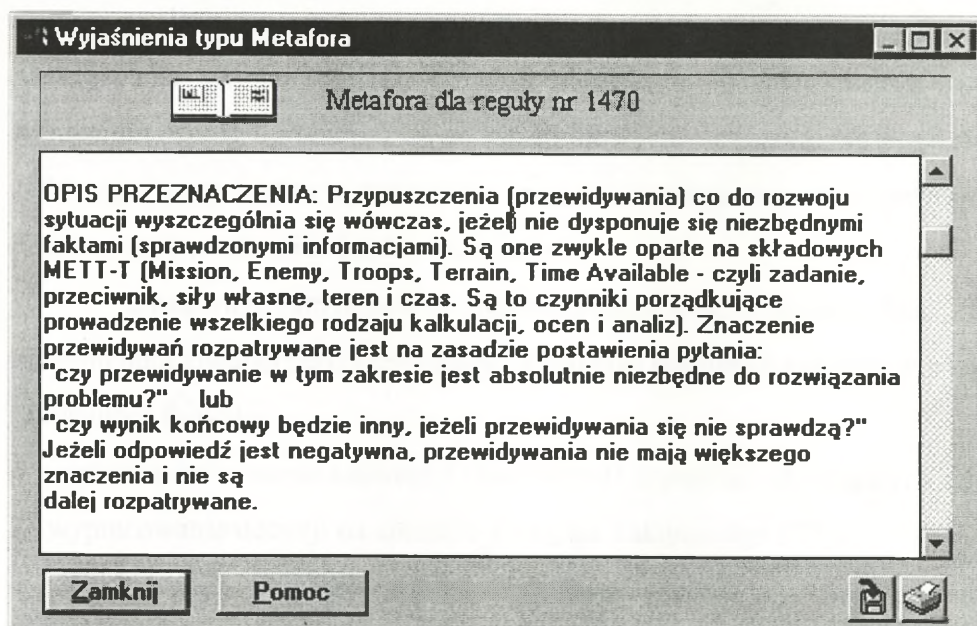 Wyjaśnienia typu Metafora
Metafora dla reguły nr 1470
OPIS PRZEZNACZENIA: Przypuszczenia (przewidywania) co do rozwoju
sytuacji wyszczególnia się wówczas, jeżeli nie dysponuje się niezbędnymi
faktami (sprawdzonymi informacjami). Są one zwykle oparte na składowych
METT-T (Mission, Enemy, Troops, Terrain, Time Available - czyli zadanie,
przeciwnik, siły własne, teren i czas. Są to czynniki porządkujące
prowadzenie wszelkiego rodzaju kalkulacji, ocen i analiz). Znaczenie
przewidywań rozpatrywane jest na zasadzie postawienia pytania:
"czy przewidywanie w tym zakresie jest absolutnie niezbędne do rozwiązania
problemu?" lub
"czy wynik końcowy będzie inny, jeżeli przewidywania się nie sprawdzą?"
Jeżeli odpowiedź jest negatywna, przewidywania nie mają większego
znaczenia i nie są
dalej rozpatrywane.
Zamknij Pomoc